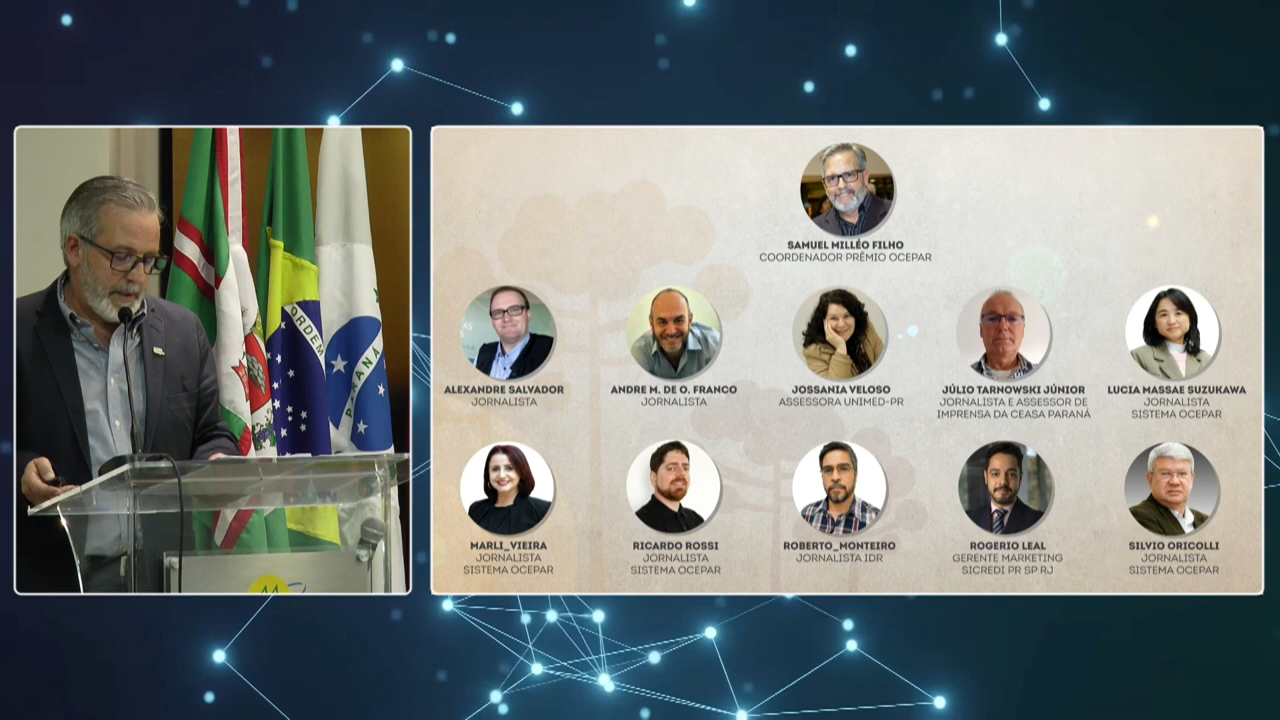 ORDEM
PARANÁ
SAMUEL MILLÉO FILHO
COORDENADOR PRÊMIO OCEPAR
ALEXANDRE SALVADOR
JORNALISTA
ANDRE M. DE O. FRANCO
JORNALISTA
JOSSANIA VELOSO
ASSESSORA UNIMED-PR
JÚLIO TARNOWSKI JÚNIOR
JORNALISTA E ASSESSOR DE
IMPRENSA DA CEASA PARANÁ
LUCIA MASSAE SUZUKAWA
JORNALISTA
SISTEMA OCEPAR
MARLI_VIEIRA
JORNALISTA
SISTEMA OCEPAR
RICARDO ROSSI
JORNALISTA
SISTEMA OCEPAR
ROBERTO_MONTEIRO
JORNALISTA IDR
ROGERIO LEAL
GERENTE MARKETING
SICREDI PR SP RJ
SILVIO ORICOLLI
JORNALISTA
SISTEMA OCEPAR